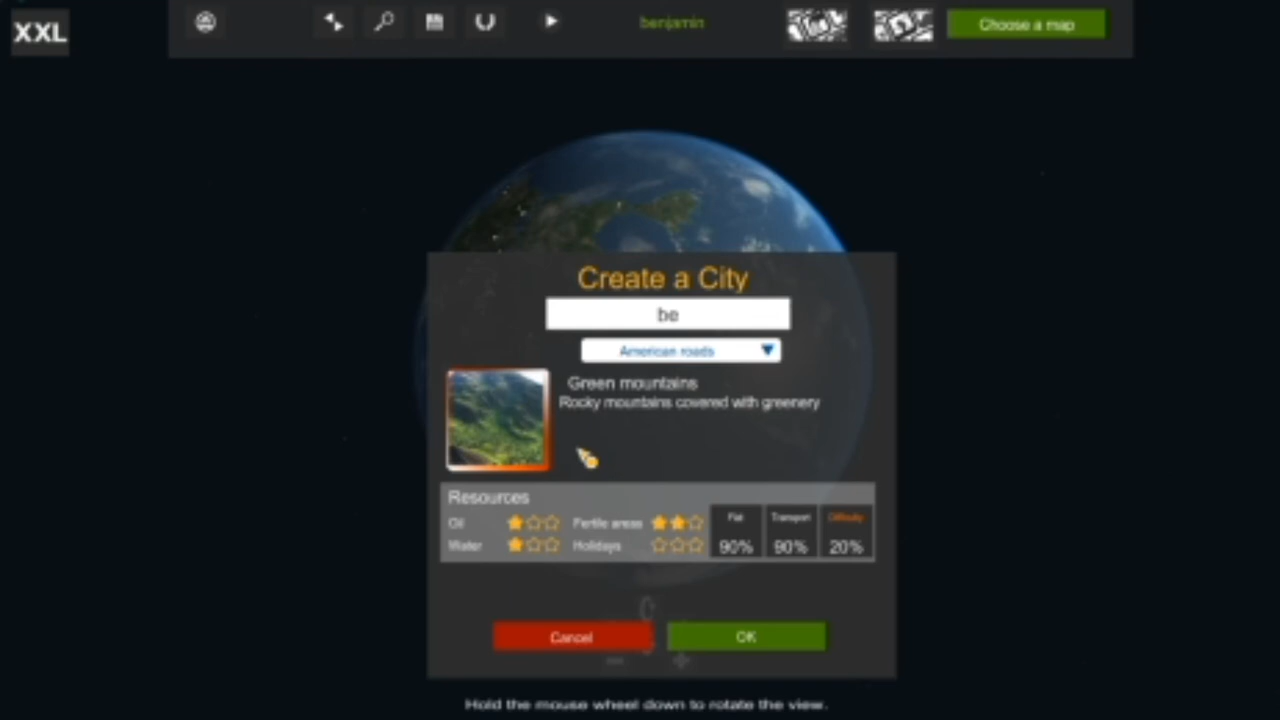 XXL
benjamin
Choose a map
Create a City
be
American roads
Green mountains
Rocky mountains covered with greenery
Resources
Oil
Fertile areas
Water
Holidays
Flat
Transport
Difficulty
90%
90%
20%
Cancel
OK
Hold the mouse wheel down to rotate the view.